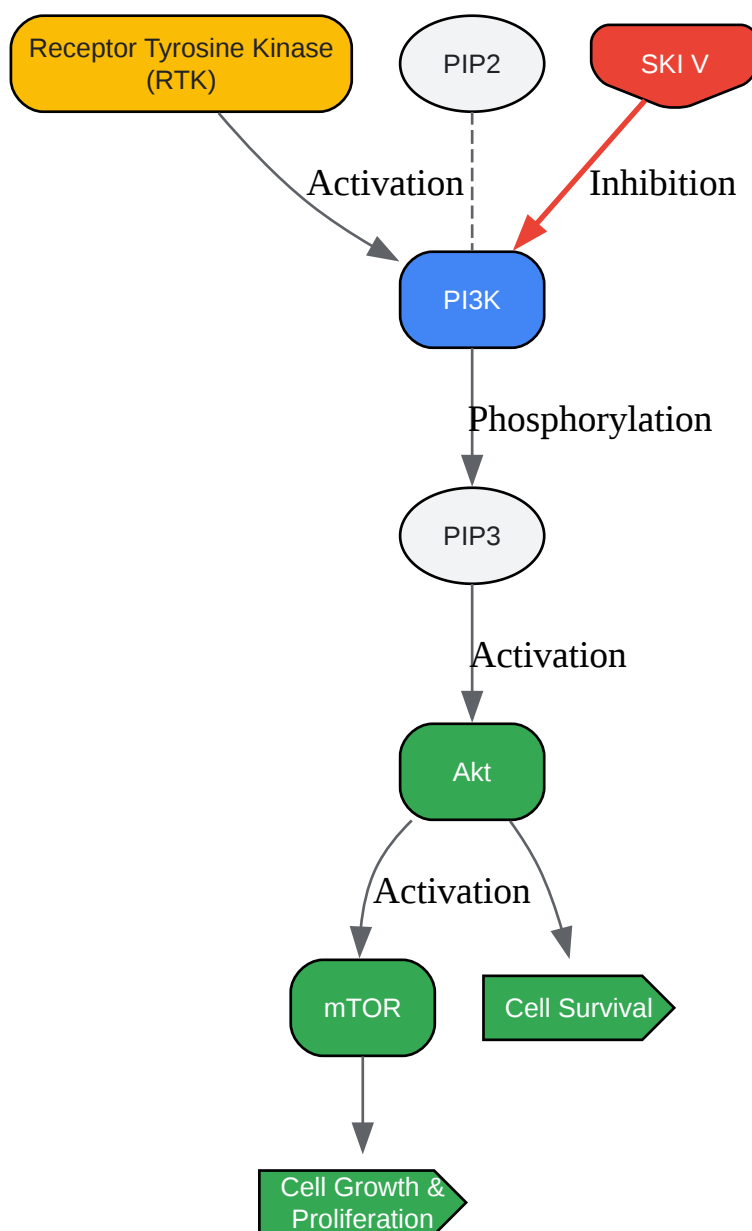 Receptor Tyrosine Kinase
(RTK)
PIP2
SKI V
Activation
Inhibition
PI3K
Phosphorylation
PIP3
Activation
Akt
Activation
mTOR
Cell Survival
Cell Growth &
Proliferation